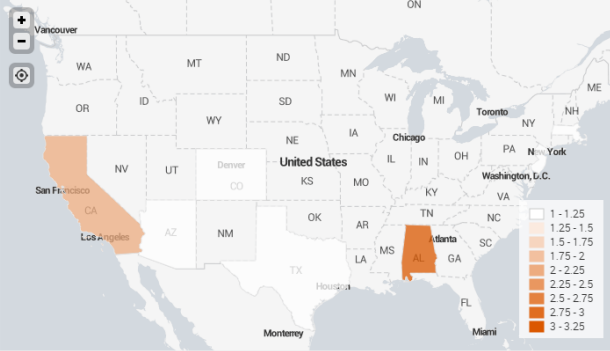 +
−
ON
Vancouver
WA
MT
ND
MN
ME
OR
ID
SD
WI
MI
Toronto
NH
WY
NY
NE
IA
Chicago
PA
New York
NV
UT
Denver
CO
United States
IL
IN
OH
Washington, D.C.
San Francisco
KS
MO
KY
VA
CA
AZ
NM
OK
AR
TN
NC
Los Angeles
MS
AL
Atlanta
GA
SC
TX
LA
Houston
FL
Monterrey
Miami
1 - 1.25
1.25 - 1.5
1.5 - 1.75
1.75 - 2
2 - 2.25
2.25 - 2.5
2.5 - 2.75
2.75 - 3
3 - 3.25